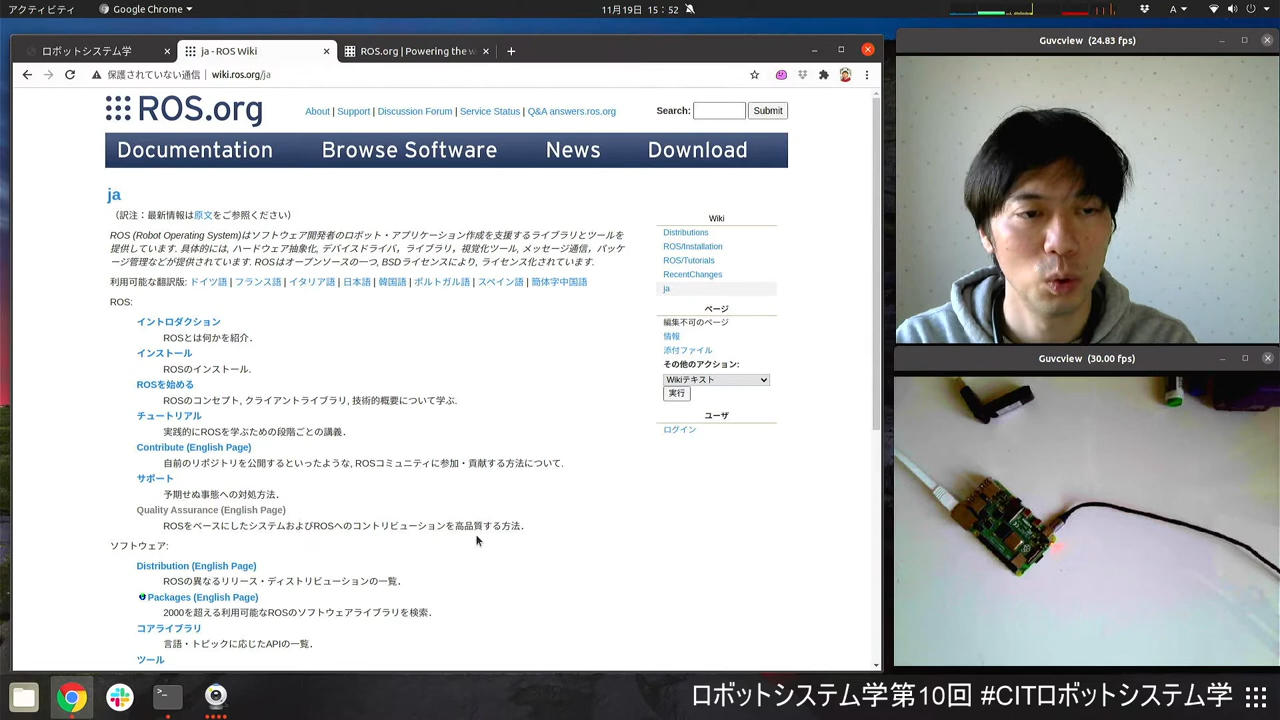 アクティビティ
Google Chrome
11月19日 15：52
A
ロボットシステム学
ja - ROS Wiki
ROS.org | Powering the w
保護されていない通信
wiki.ros.org/ja
ROS.org
About | Support | Discussion Forum | Service Status | Q&A answers.ros.org
Search:
Submit
Documentation
Browse Software
News
Download
ja
（訳注：最新情報は原文をご参照ください）
ROS (Robot Operating System)はソフトウェア開発者のロボット・アプリケーション作成を支援するライブラリとツールを
提供しています. 具体的には, ハードウェア抽象化, デバイスドライバ，ライブラリ，視覚化ツール, メッセージ通信，パッケ
ージ管理などが提供されています. ROSはオープンソースの一つ, BSDライセンスにより, ライセンス化されています.
利用可能な翻訳版: ドイツ語 | フランス語 | イタリア語 | 日本語 | 韓国語 | ポルトガル語 | スペイン語 | 簡体字中国語
ROS:
イントロダクション
ROSとは何かを紹介．
インストール
ROSのインストール.
ROSを始める
ROSのコンセプト, クライアントライブラリ, 技術的概要について学ぶ.
チュートリアル
実践的にROSを学ぶための段階ごとの講義．
Contribute (English Page)
自前のリポジトリを公開するといったような, ROSコミュニティに参加・貢献する方法について.
サポート
予期せぬ事態への対処方法．
Quality Assurance (English Page)
ROSをベースにしたシステムおよびROSへのコントリビューションを高品質する方法．
ソフトウェア:
Distribution (English Page)
ROSの異なるリリース・ディストリビューションの一覧．
Packages (English Page)
2000を超える利用可能なROSのソフトウェアライブラリを検索．
コアライブラリ
言語・トピックに応じたAPIの一覧．
ツール
Wiki
Distributions
ROS/Installation
ROS/Tutorials
RecentChanges
ja
ページ
編集不可のページ
情報
添付ファイル
その他のアクション:
Wikiテキスト
実行
ユーザ
ログイン
Guvcview (24.83 fps)
Guvcview (30.00 fps)
ロボットシステム学第10回 #CITロボットシステム学